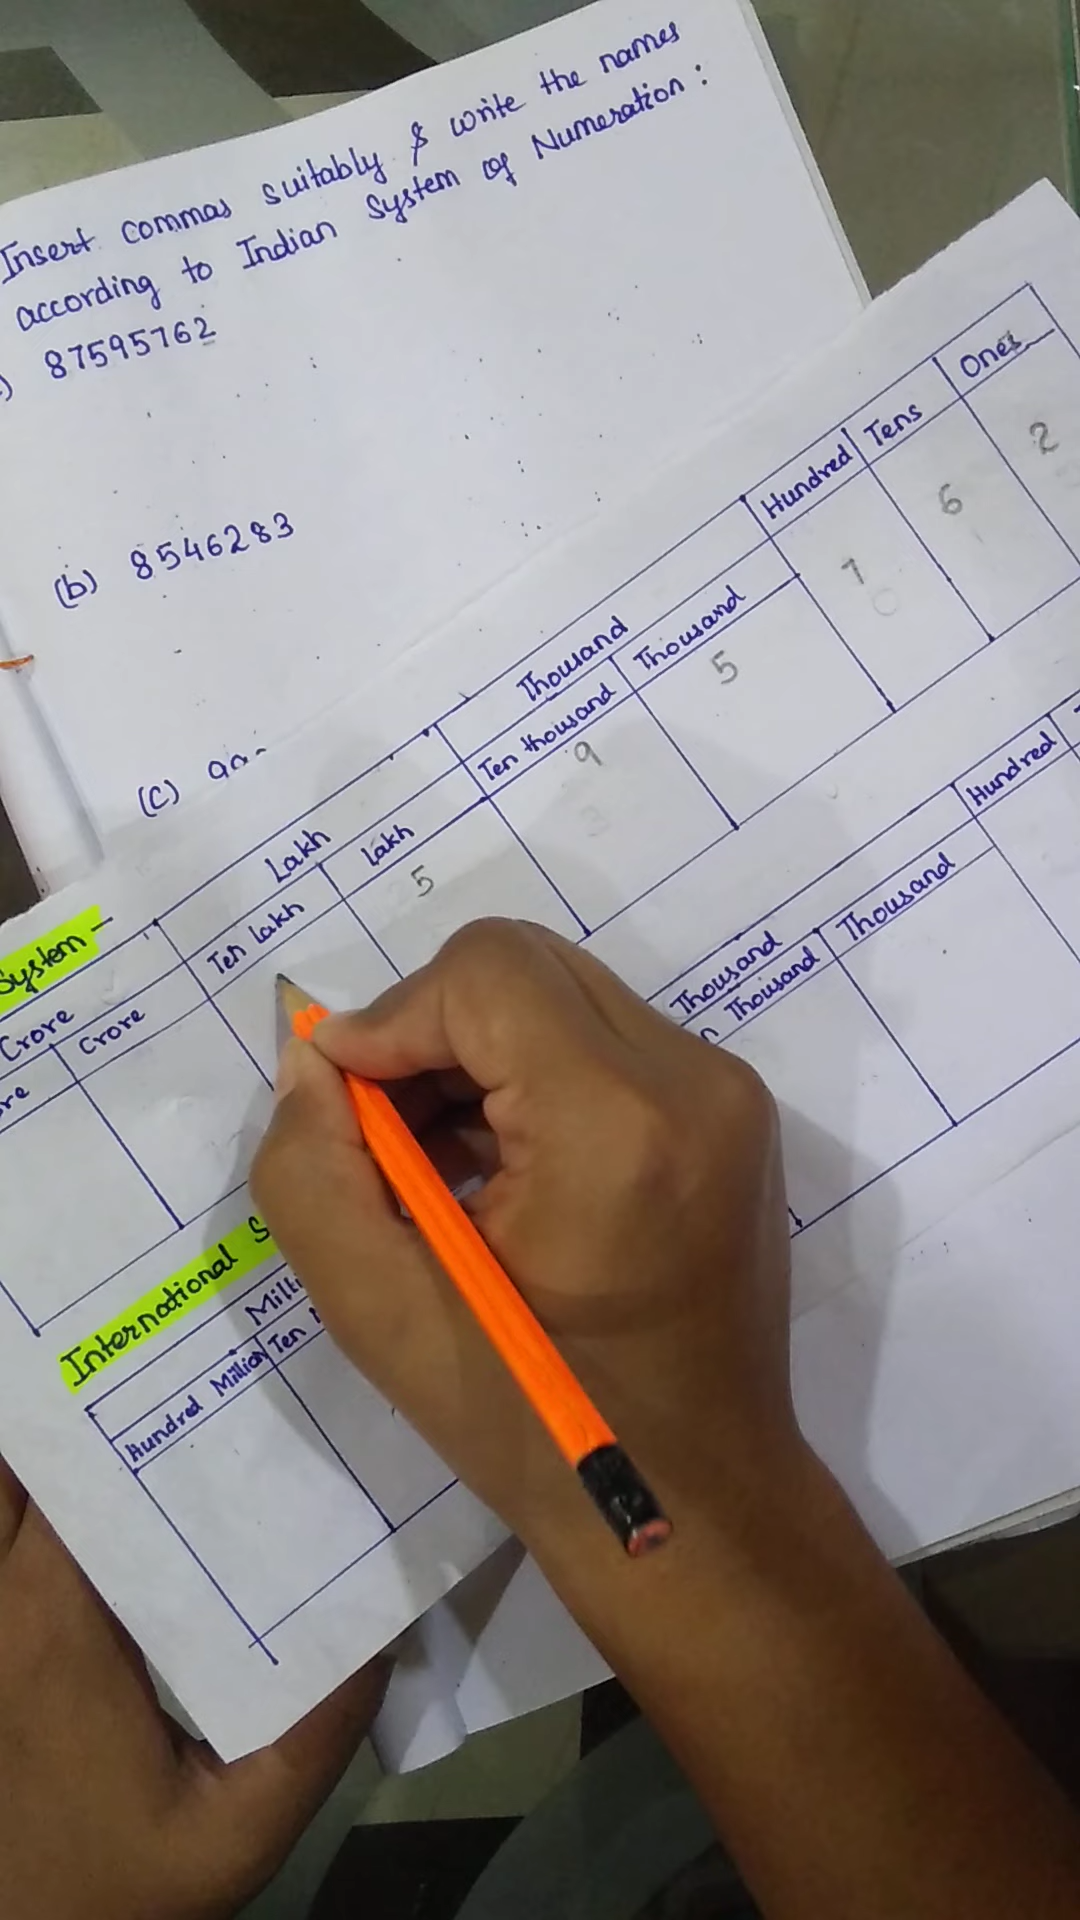 Insert commas suitably & write the names
according to Indian System of Numeration :
) 87595762
(b) 8546283
(c)
System -
Crore Lakh Thousand Hundred Tens Ones
Crore Ten Lakh Lakh Ten thousand Thousand
5 9 5 7 6 2
International S
Thousand Hundred
Hundred Million Ten Thousand Thousand